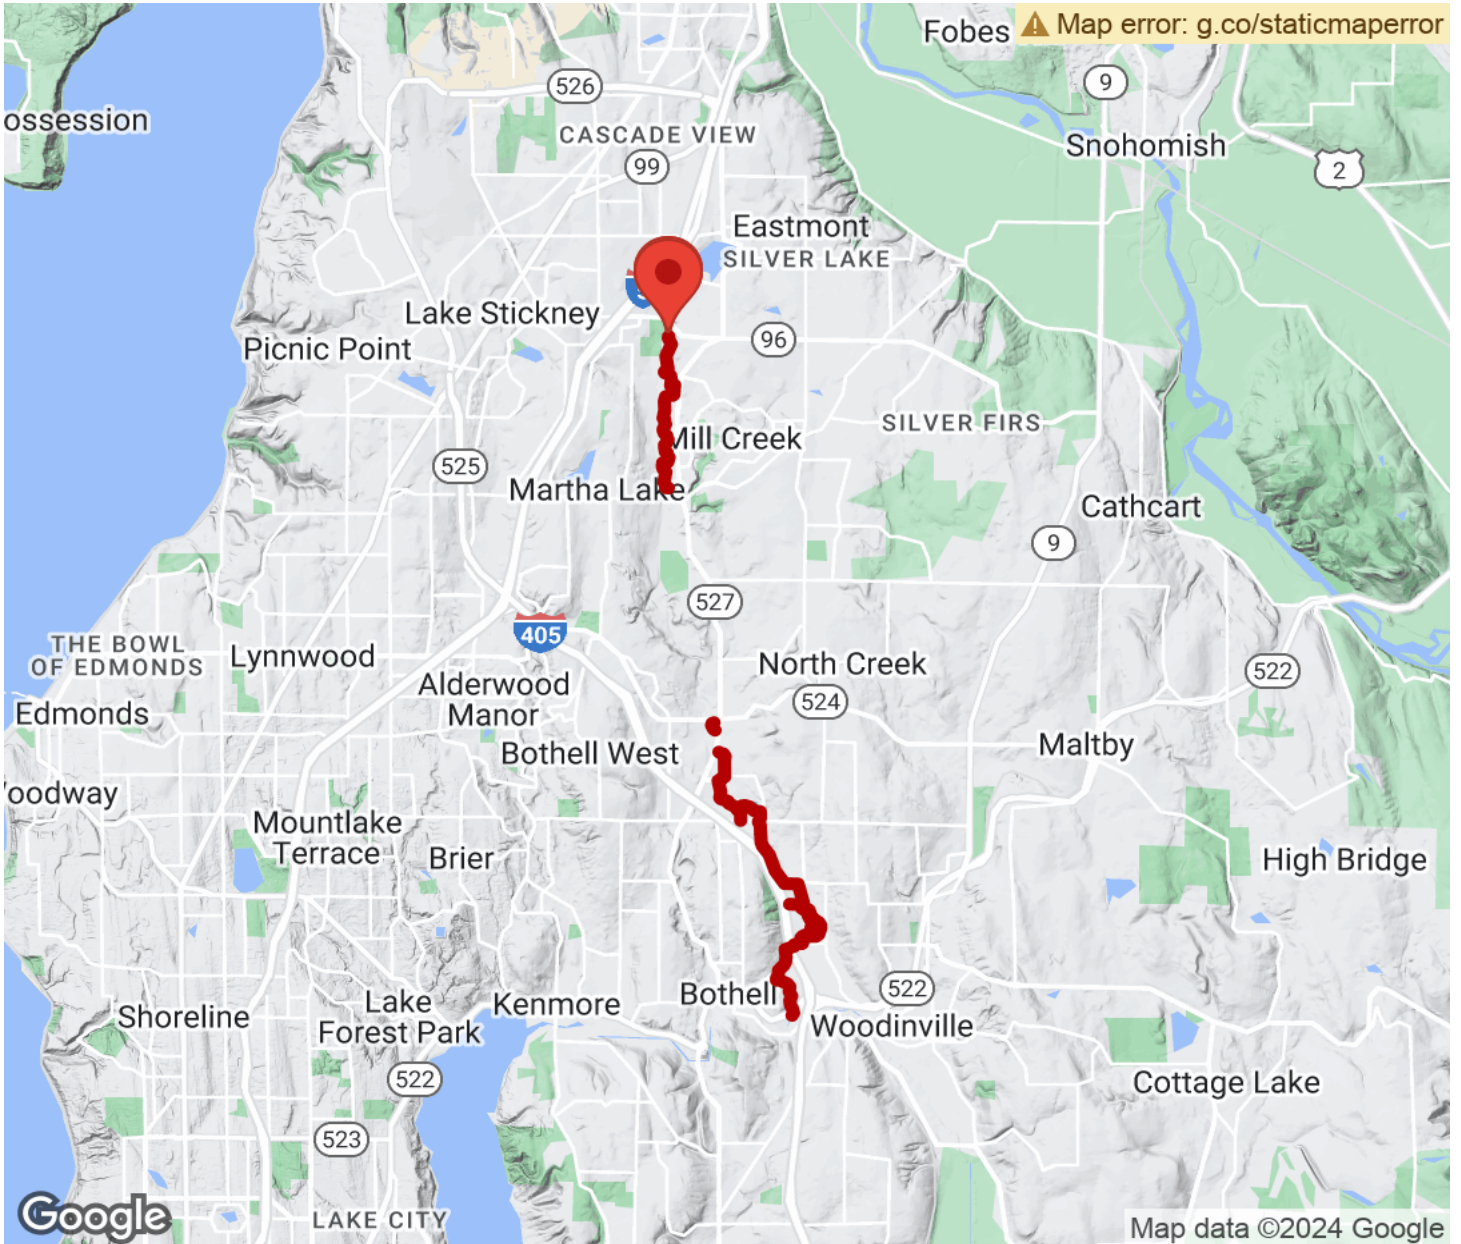 Map error: g.co/staticmaperror
Fobes
526
9
ossession
CASCADE VIEW
99
Snohomish
2
Eastmont
SILVER LAKE
Lake Stickney
96
Picnic Point
Mill Creek
SILVER FIRS
525
Martha Lake
Cathcart
9
527
405
THE BOWL
OF EDMONDS
Lynnwood
North Creek
522
Alderwood
Manor
524
Edmonds
Bothell West
Maltby
oodway
Mountlake
Terrace
Brier
High Bridge
522
Bothell
Lake
Forest Park
Kenmore
Shoreline
Woodinville
522
Cottage Lake
523
Google
LAKE CITY
Map data ©2024 Google